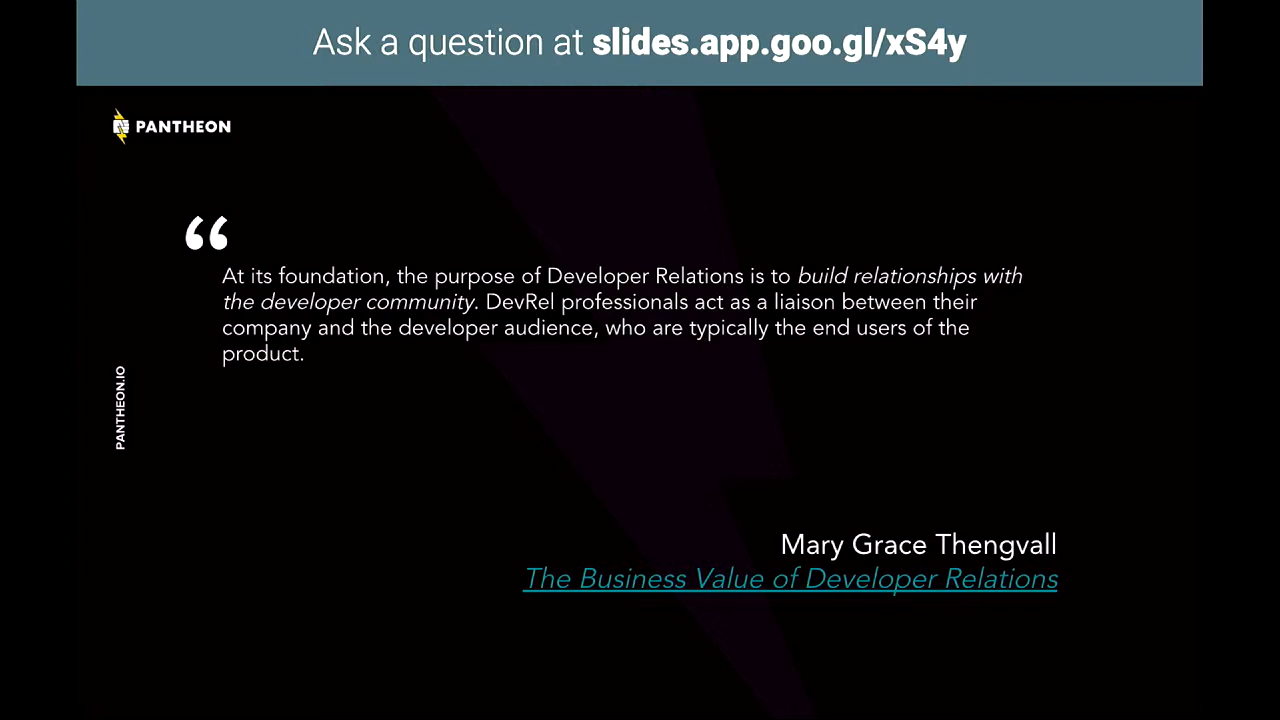 Ask a question at slides.app.goo.gl/xS4y
PANTHEON
“
At its foundation, the purpose of Developer Relations is to build relationships with
the developer community. DevRel professionals act as a liaison between their
company and the developer audience, who are typically the end users of the
product.
PANTHEON.IO
Mary Grace Thengvall
The Business Value of Developer Relations